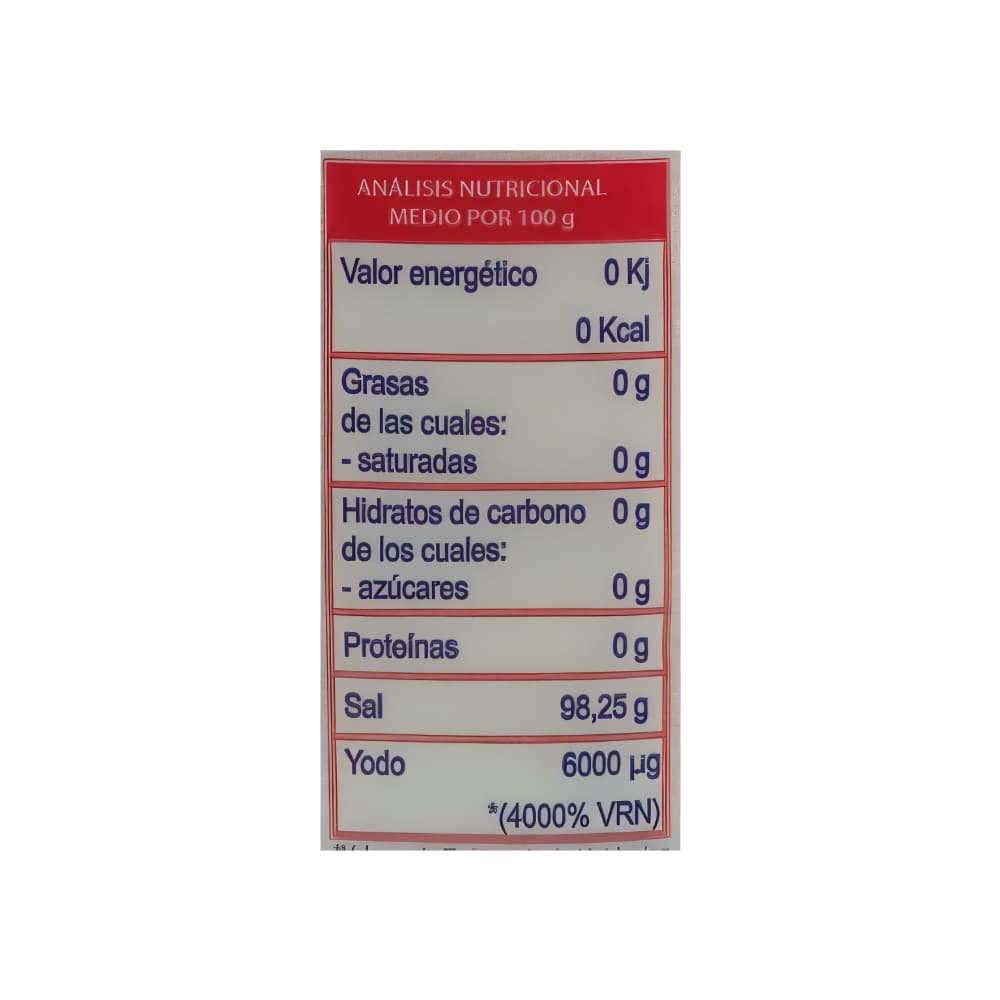 ANÁLISIS NUTRICIONAL
MEDIO POR 100 g
Valor energético 0 Kj
0 Kcal
Grasas 0 g
de las cuales:
- saturadas 0 g
Hidratos de carbono 0 g
de los cuales:
- azúcares 0 g
Proteínas 0 g
Sal 98,25 g
Yodo 6000 µg
*(4000% VRN)